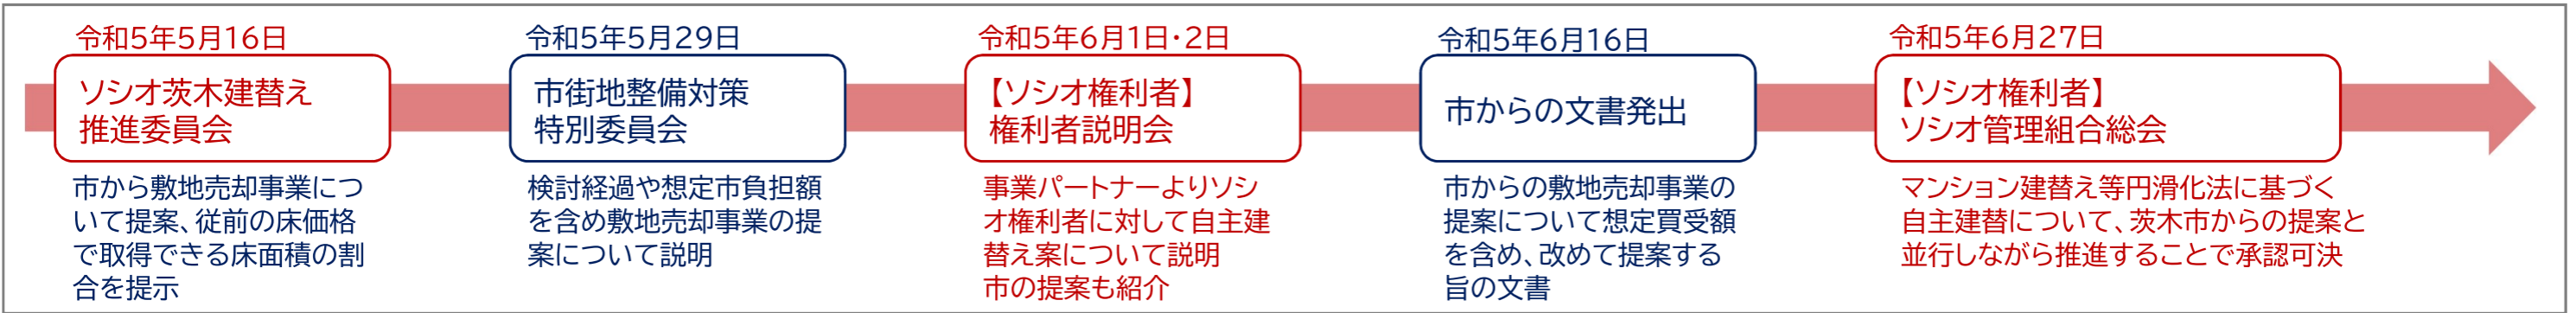 令和5年5月16日
ソシオ茨木建替え
推進委員会
市から敷地売却事業につ
いて提案、従前の床価格
で取得できる床面積の割
合を提示
令和5年5月29日
市街地整備対策
特別委員会
検討経過や想定市負担額
を含め敷地売却事業の提
案について説明
令和5年6月1日・2日
【ソシオ権利者】
権利者説明会
事業パートナーよりソシ
オ権利者に対して自主建
替え案について説明
市の提案も紹介
令和5年6月16日
市からの文書発出
市からの敷地売却事業の
提案について想定買受額
を含め、改めて提案する
旨の文書
令和5年6月27日
【ソシオ権利者】
ソシオ管理組合総会
マンション建替え等円滑化法に基づく
自主建替について、茨木市からの提案と
並行しながら推進することで承認可決